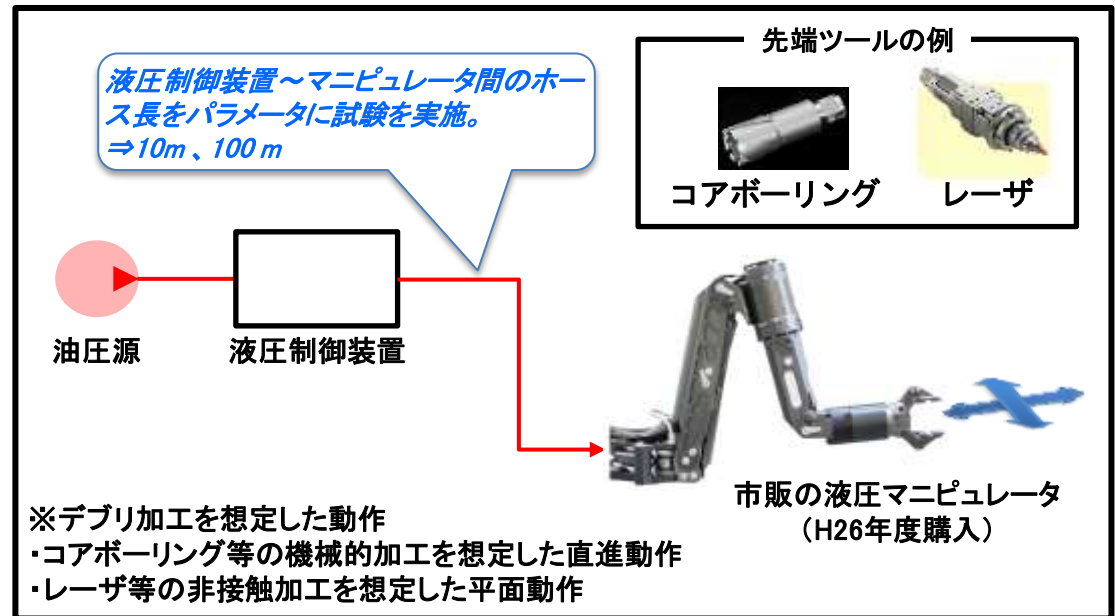 先端ツールの例
液圧制御装置～マニピュレータ間のホー
ス長をパラメータに試験を実施。
⇒10m 、100 m
コアボーリング
レーザ
油圧源
液圧制御装置
市販の液圧マニピュレータ
（H26年度購入）
※デブリ加工を想定した動作
・コアボーリング等の機械的加工を想定した直進動作
・レーザ等の非接触加工を想定した平面動作